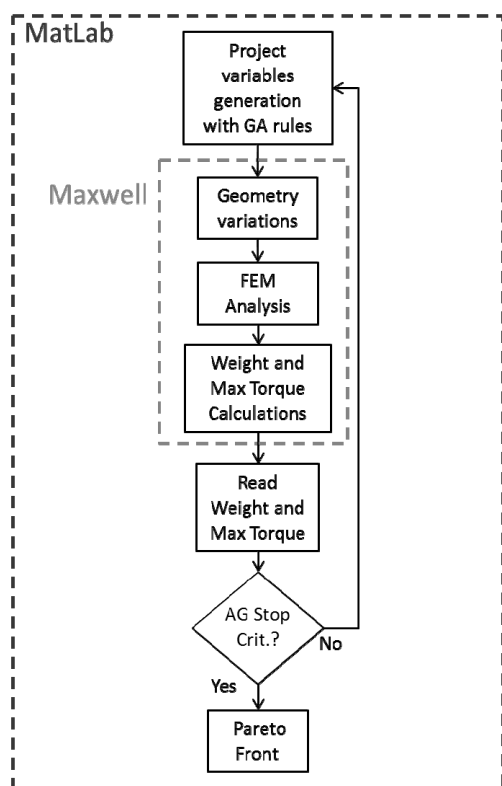 MatLab
Project
variables
generation
with GA rules
Maxwell
Geometry
variations
FEM
Analysis
Weight and
Max Torque
Calculations
Read
Weight and
Max Torque
AG Stop
Crit.?
No
Yes
Pareto
Front